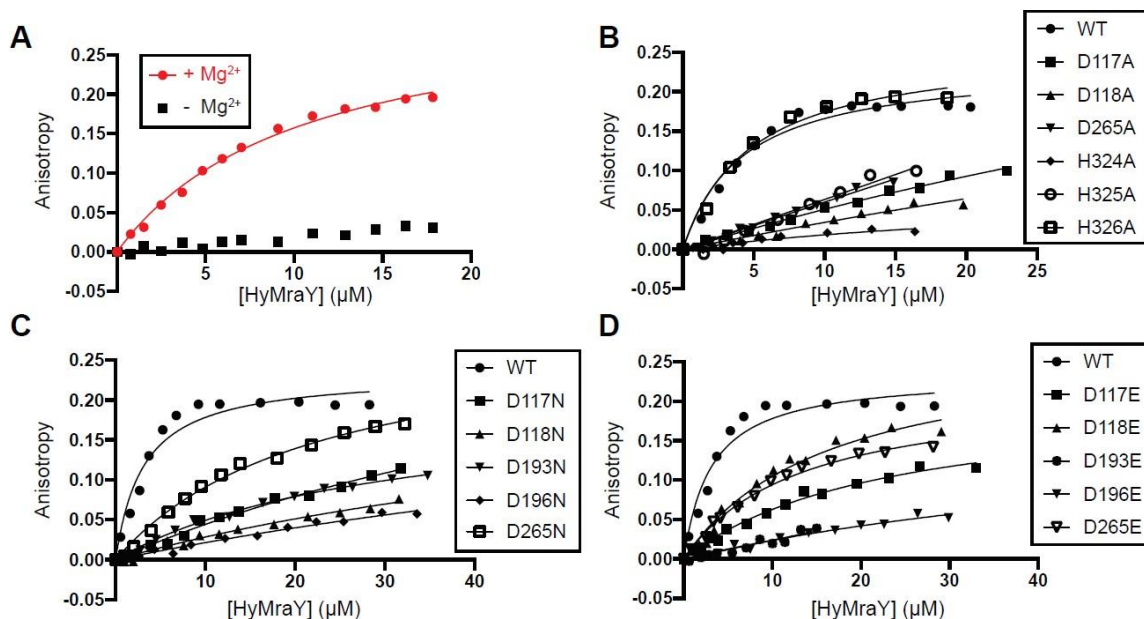 A
0.25
0.20
0.15
0.10
0.05
0.00
-0.05
Anisotropy
+ Mg²⁺
- Mg²⁺
5
10
15
20
[HyMraY] (µM)
B
0.25
0.20
0.15
0.10
0.05
0.00
-0.05
Anisotropy
5
10
15
20
25
[HyMraY] (µM)
WT
D117A
D118A
D265A
H324A
H325A
H326A
C
0.25
0.20
0.15
0.10
0.05
0.00
-0.05
Anisotropy
10
20
30
40
[HyMraY] (µM)
WT
D117N
D118N
D193N
D196N
D265N
D
0.25
0.20
0.15
0.10
0.05
0.00
-0.05
Anisotropy
10
20
30
40
[HyMraY] (µM)
WT
D117E
D118E
D193E
D196E
D265E